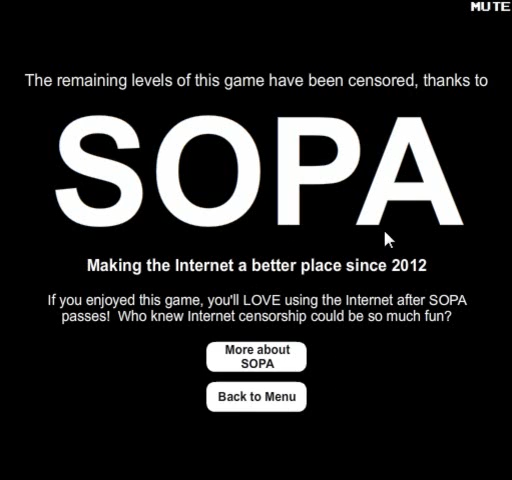 MUTE
The remaining levels of this game have been censored, thanks to
SOPA
Making the Internet a better place since 2012
If you enjoyed this game, you'll LOVE using the Internet after SOPA
passes!  Who knew Internet censorship could be so much fun?
More about
SOPA
Back to Menu